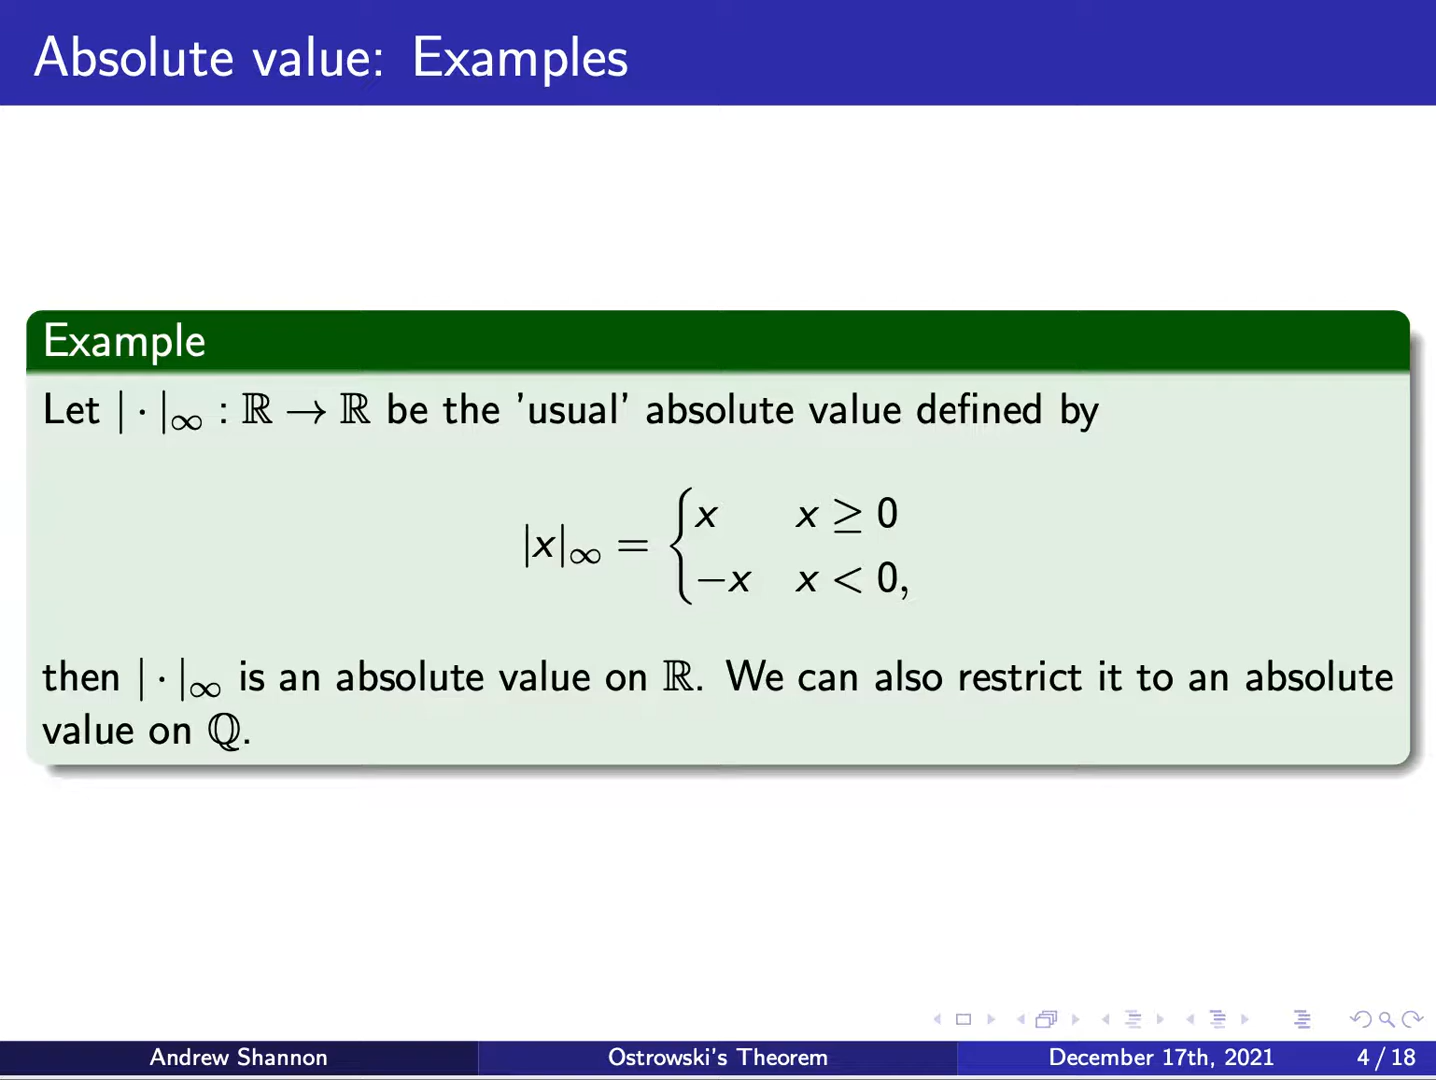 Absolute value: Examples
Example
Let | · |∞ : ℝ → ℝ be the 'usual' absolute value defined by
|x|∞ = { x x ≥ 0
−x x < 0,
then | · |∞ is an absolute value on ℝ. We can also restrict it to an absolute
value on ℚ.
Andrew Shannon Ostrowski's Theorem December 17th, 2021 4 / 18